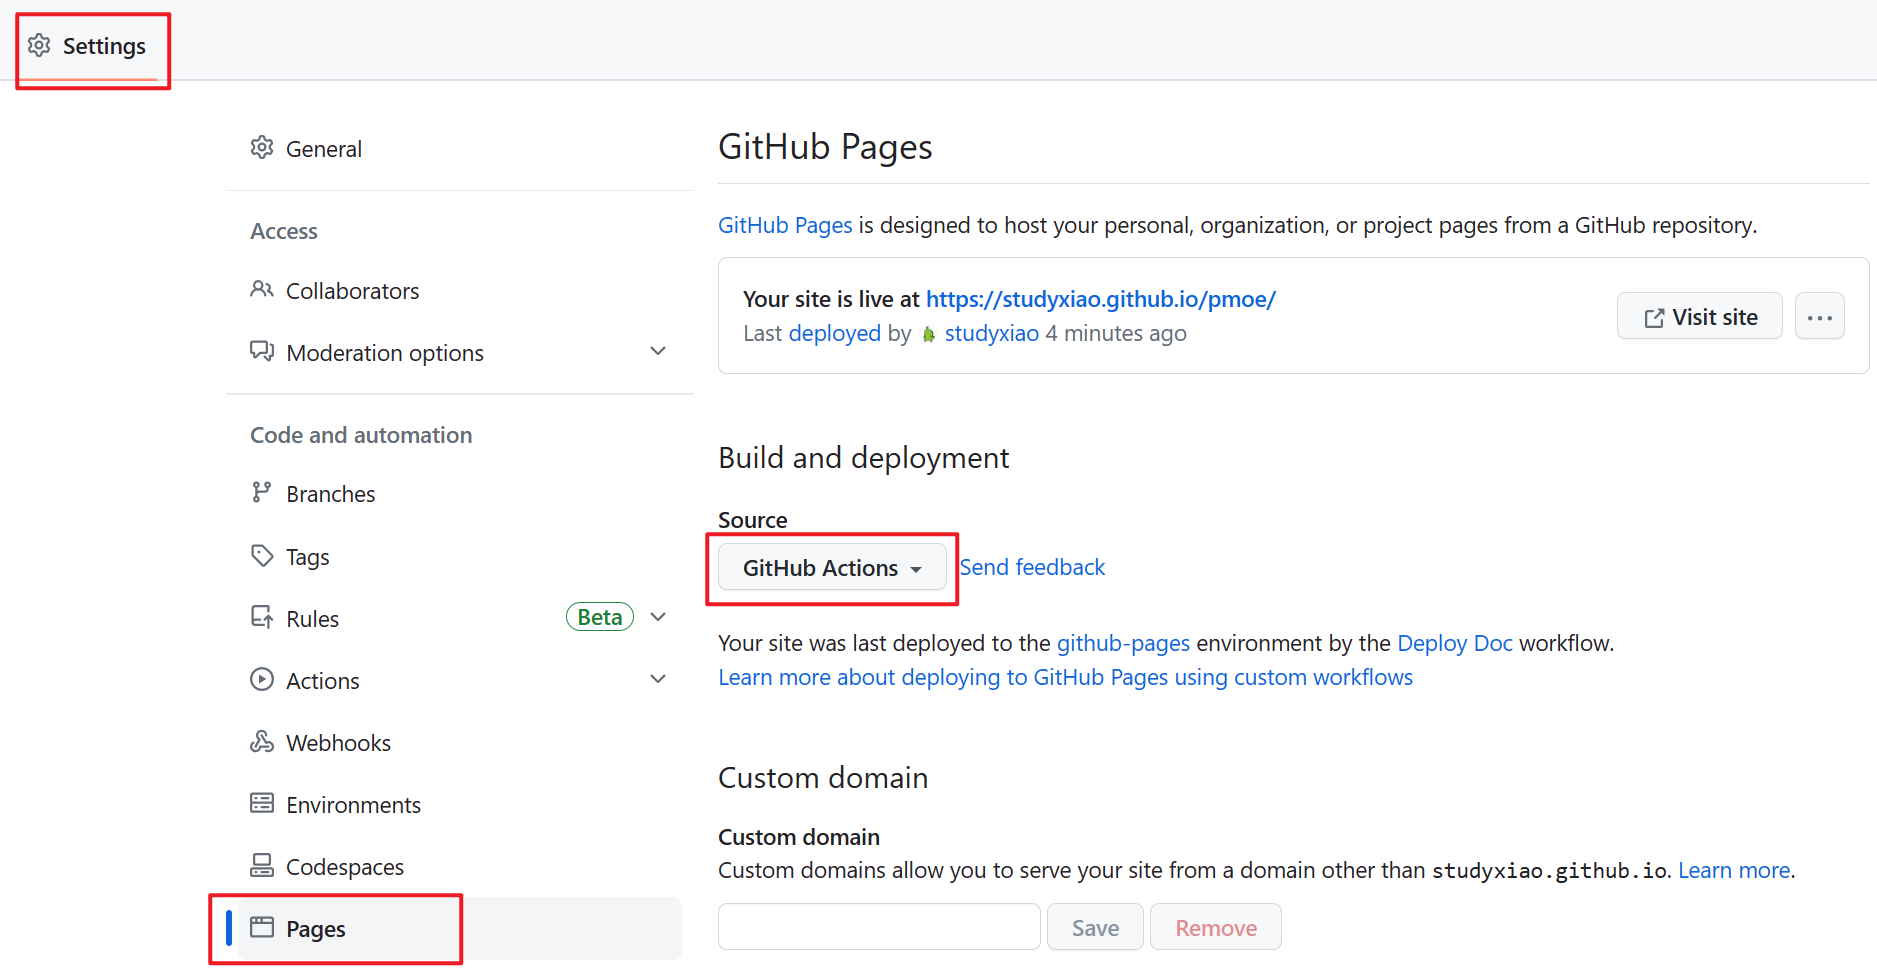 Settings
General
Access
Collaborators
Moderation options
Code and automation
Branches
Tags
Rules
Beta
Actions
Webhooks
Environments
Codespaces
Pages
GitHub Pages
GitHub Pages is designed to host your personal, organization, or project pages from a GitHub repository.
Your site is live at https://studyxiao.github.io/pmoe/
Last deployed by studyxiao 4 minutes ago
Visit site
Build and deployment
Source
GitHub Actions
Send feedback
Your site was last deployed to the github-pages environment by the Deploy Doc workflow.
Learn more about deploying to GitHub Pages using custom workflows
Custom domain
Custom domain
Custom domains allow you to serve your site from a domain other than studyxiao.github.io. Learn more.
Save
Remove